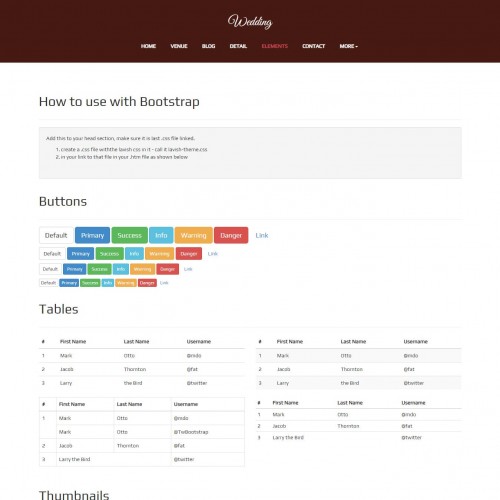 Wedding
HOME VENUE BLOG DETAIL ELEMENTS CONTACT MORE
How to use with Bootstrap
Add this to your head section, make sure it is last .css file linked.
1. create a .css file withthe lavish css in it - call it lavish-theme.css
2. in your link to that file in your .htm file as shown below
Buttons
Default Primary Success Info Warning Danger Link
Default Primary Success Info Warning Danger Link
Default Primary Success Info Warning Danger Link
Default Primary Success Info Warning Danger Link
Tables
# First Name Last Name Username
1 Mark Otto @mdo
2 Jacob Thornton @fat
3 Larry the Bird @twitter
# First Name Last Name Username
1 Mark Otto @mdo
2 Jacob Thornton @fat
3 Larry the Bird @twitter
# First Name Last Name Username
1 Mark Otto @mdo
Mark Otto @TwBootstrap
2 Jacob Thornton @fat
3 Larry the Bird @twitter
# First Name Last Name Username
1 Mark Otto @mdo
2 Jacob Thornton @fat
3 Larry the Bird @twitter
Thumbnails